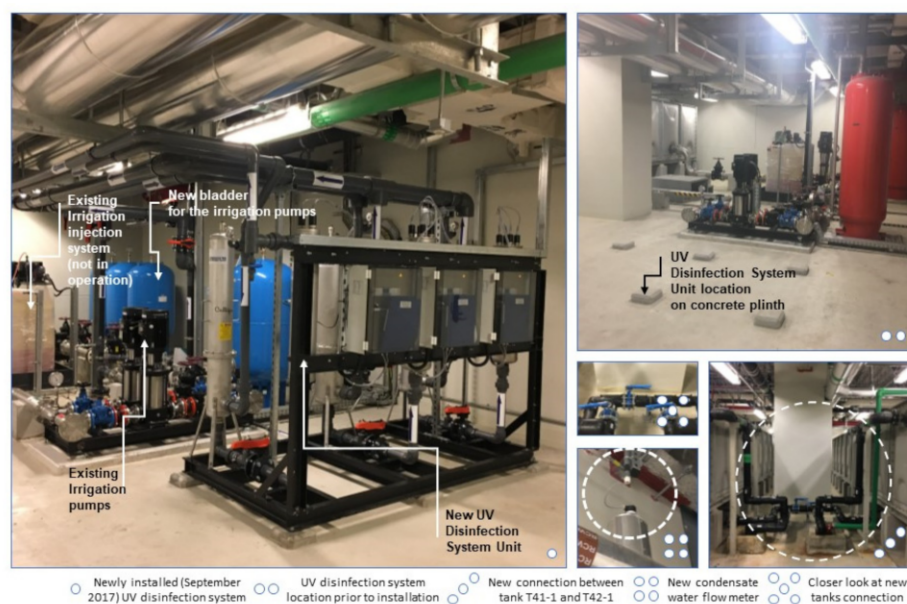 Existing
Irrigation
injection
system
(not in
operation)
New bladder
for the irrigation pumps
Existing
Irrigation
pumps
New UV
Disinfection
System Unit
UV
Disinfection System
Unit location
on concrete plinth
Newly installed (September
2017) UV disinfection system
UV disinfection system
location prior to installation
New connection between
tank T41-1 and T42-1
New condensate
water flow meter
Closer look at new
tanks connection